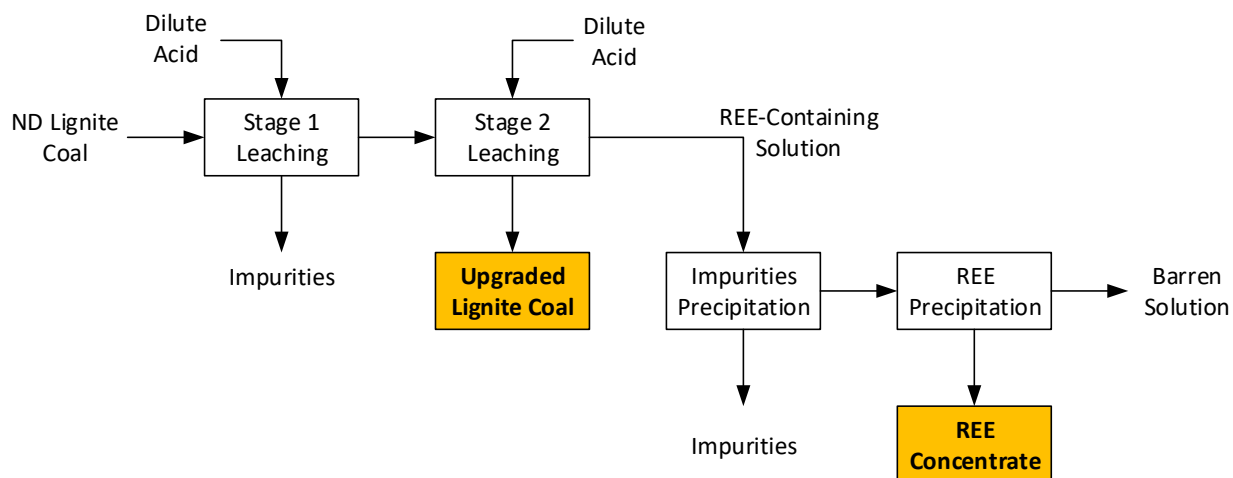 Dilute
Acid
Dilute
Acid
ND Lignite
Coal
Stage 1
Leaching
Stage 2
Leaching
REE-Containing
Solution
Impurities
Upgraded
Lignite Coal
Impurities
Precipitation
REE
Precipitation
Barren
Solution
Impurities
REE
Concentrate